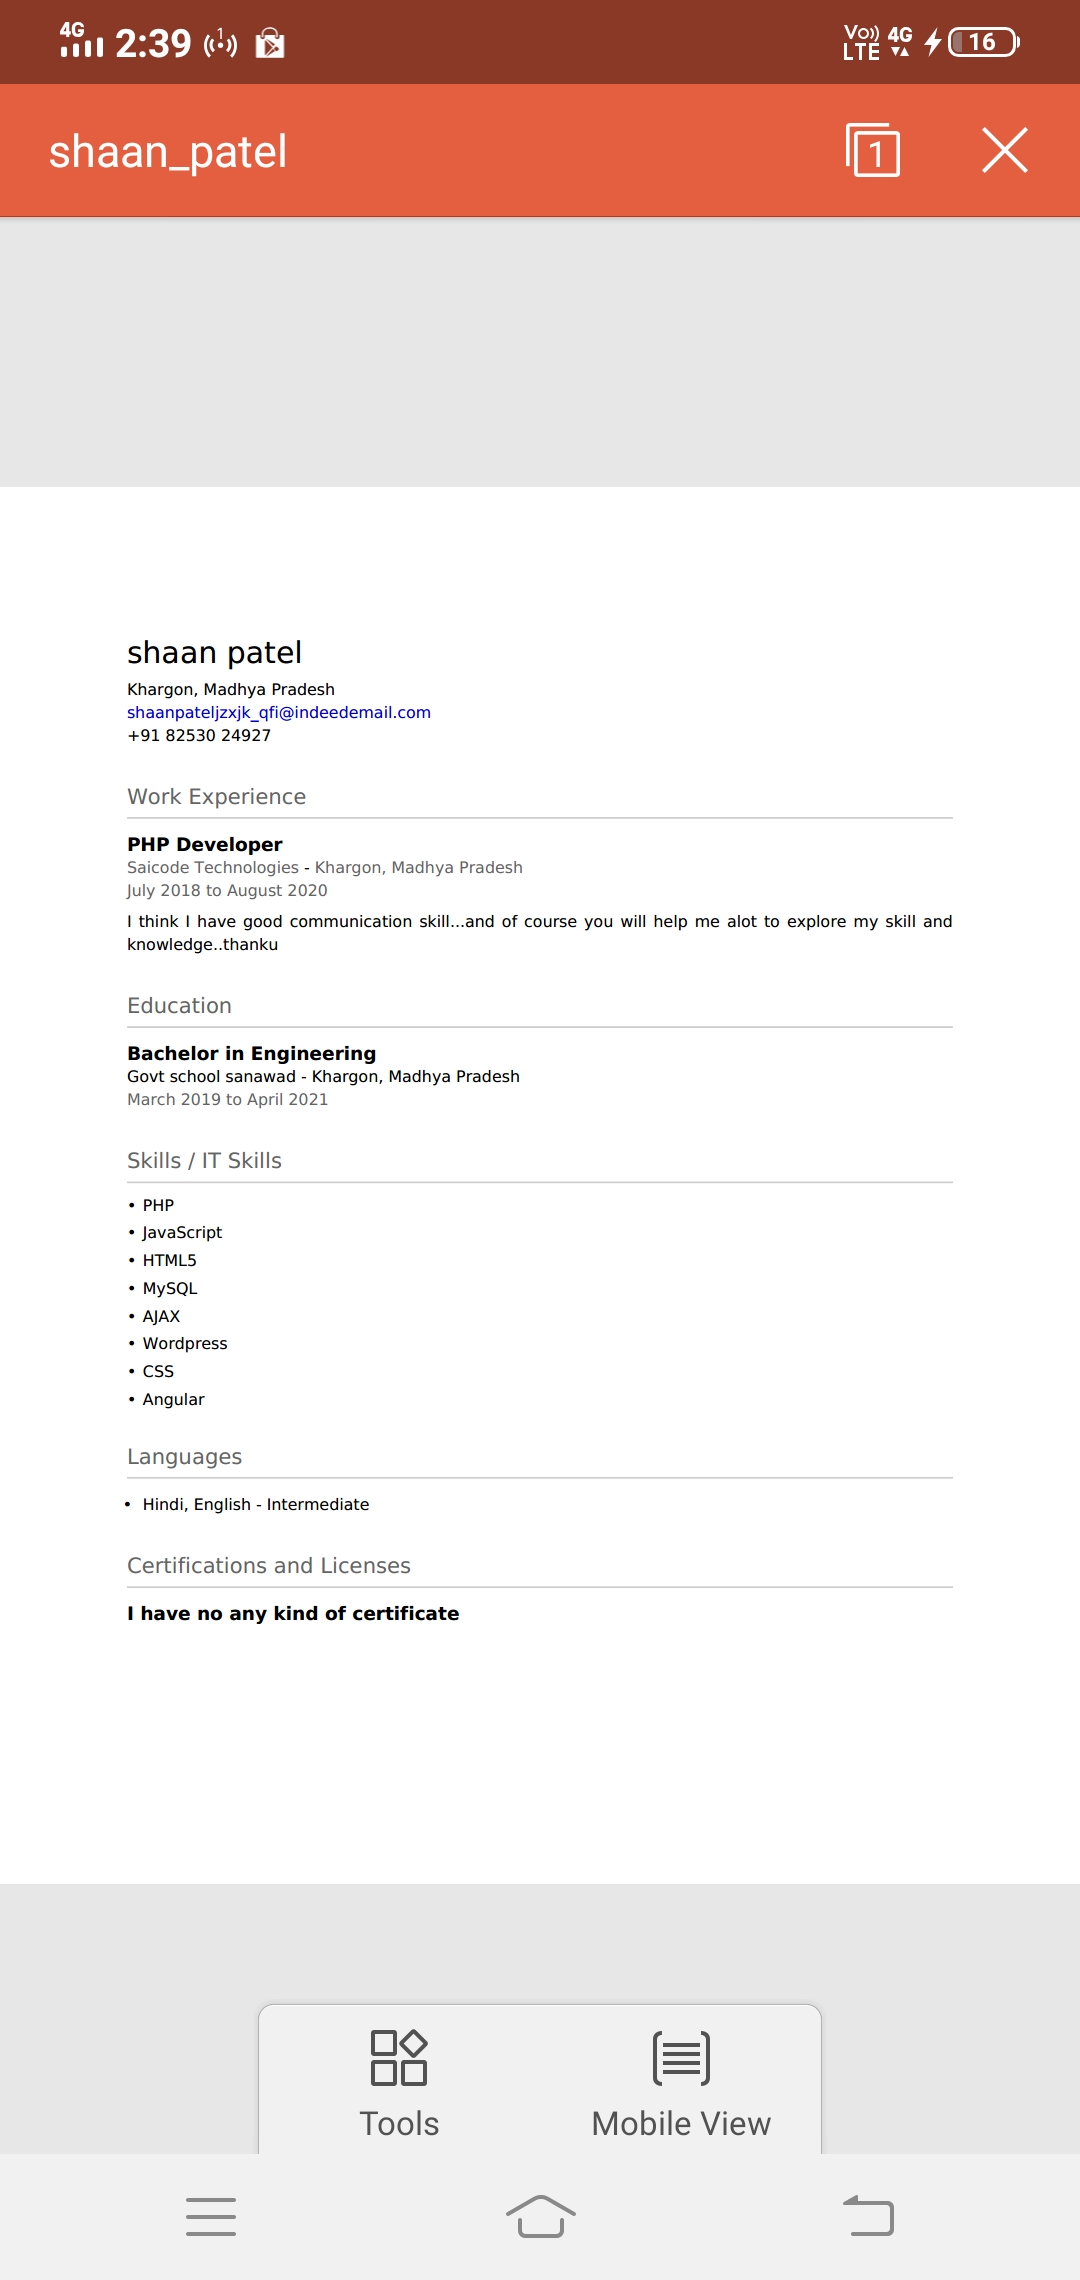 4G 2:39 1 Vo)) LTE 4G 16
shaan_patel 1
shaan patel
Khargon, Madhya Pradesh
shaanpateljzxjk_qfi@indeedemail.com
+91 82530 24927
Work Experience
PHP Developer
Saicode Technologies - Khargon, Madhya Pradesh
July 2018 to August 2020
I think I have good communication skill...and of course you will help me alot to explore my skill and
knowledge..thanku
Education
Bachelor in Engineering
Govt school sanawad - Khargon, Madhya Pradesh
March 2019 to April 2021
Skills / IT Skills
• PHP
• JavaScript
• HTML5
• MySQL
• AJAX
• Wordpress
• CSS
• Angular
Languages
• Hindi, English - Intermediate
Certifications and Licenses
I have no any kind of certificate
Tools Mobile View